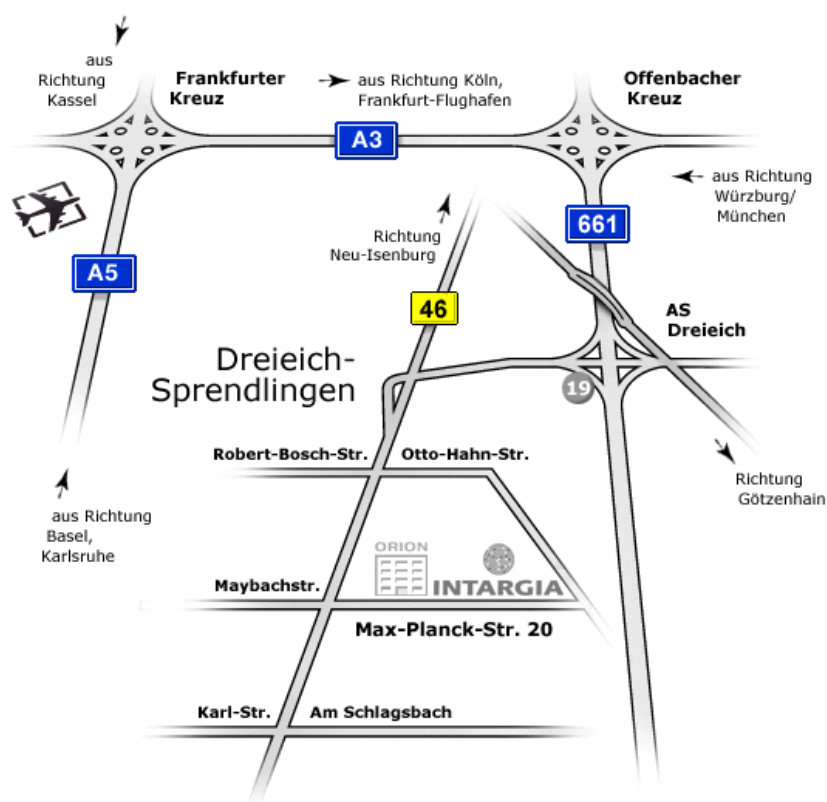 aus
Richtung
Kassel
Frankfurter
Kreuz
aus Richtung Köln,
Frankfurt-Flughafen
Offenbacher
Kreuz
A3
aus Richtung
Würzburg/
München
661
Richtung
Neu-Isenburg
A5
46
AS
Dreieich
Dreieich-
Sprendlingen
19
Robert-Bosch-Str.
Otto-Hahn-Str.
Richtung
Götzenhain
aus Richtung
Basel,
Karlsruhe
ORION
INTARGIA
Maybachstr.
Max-Planck-Str. 20
Karl-Str.
Am Schlagsbach